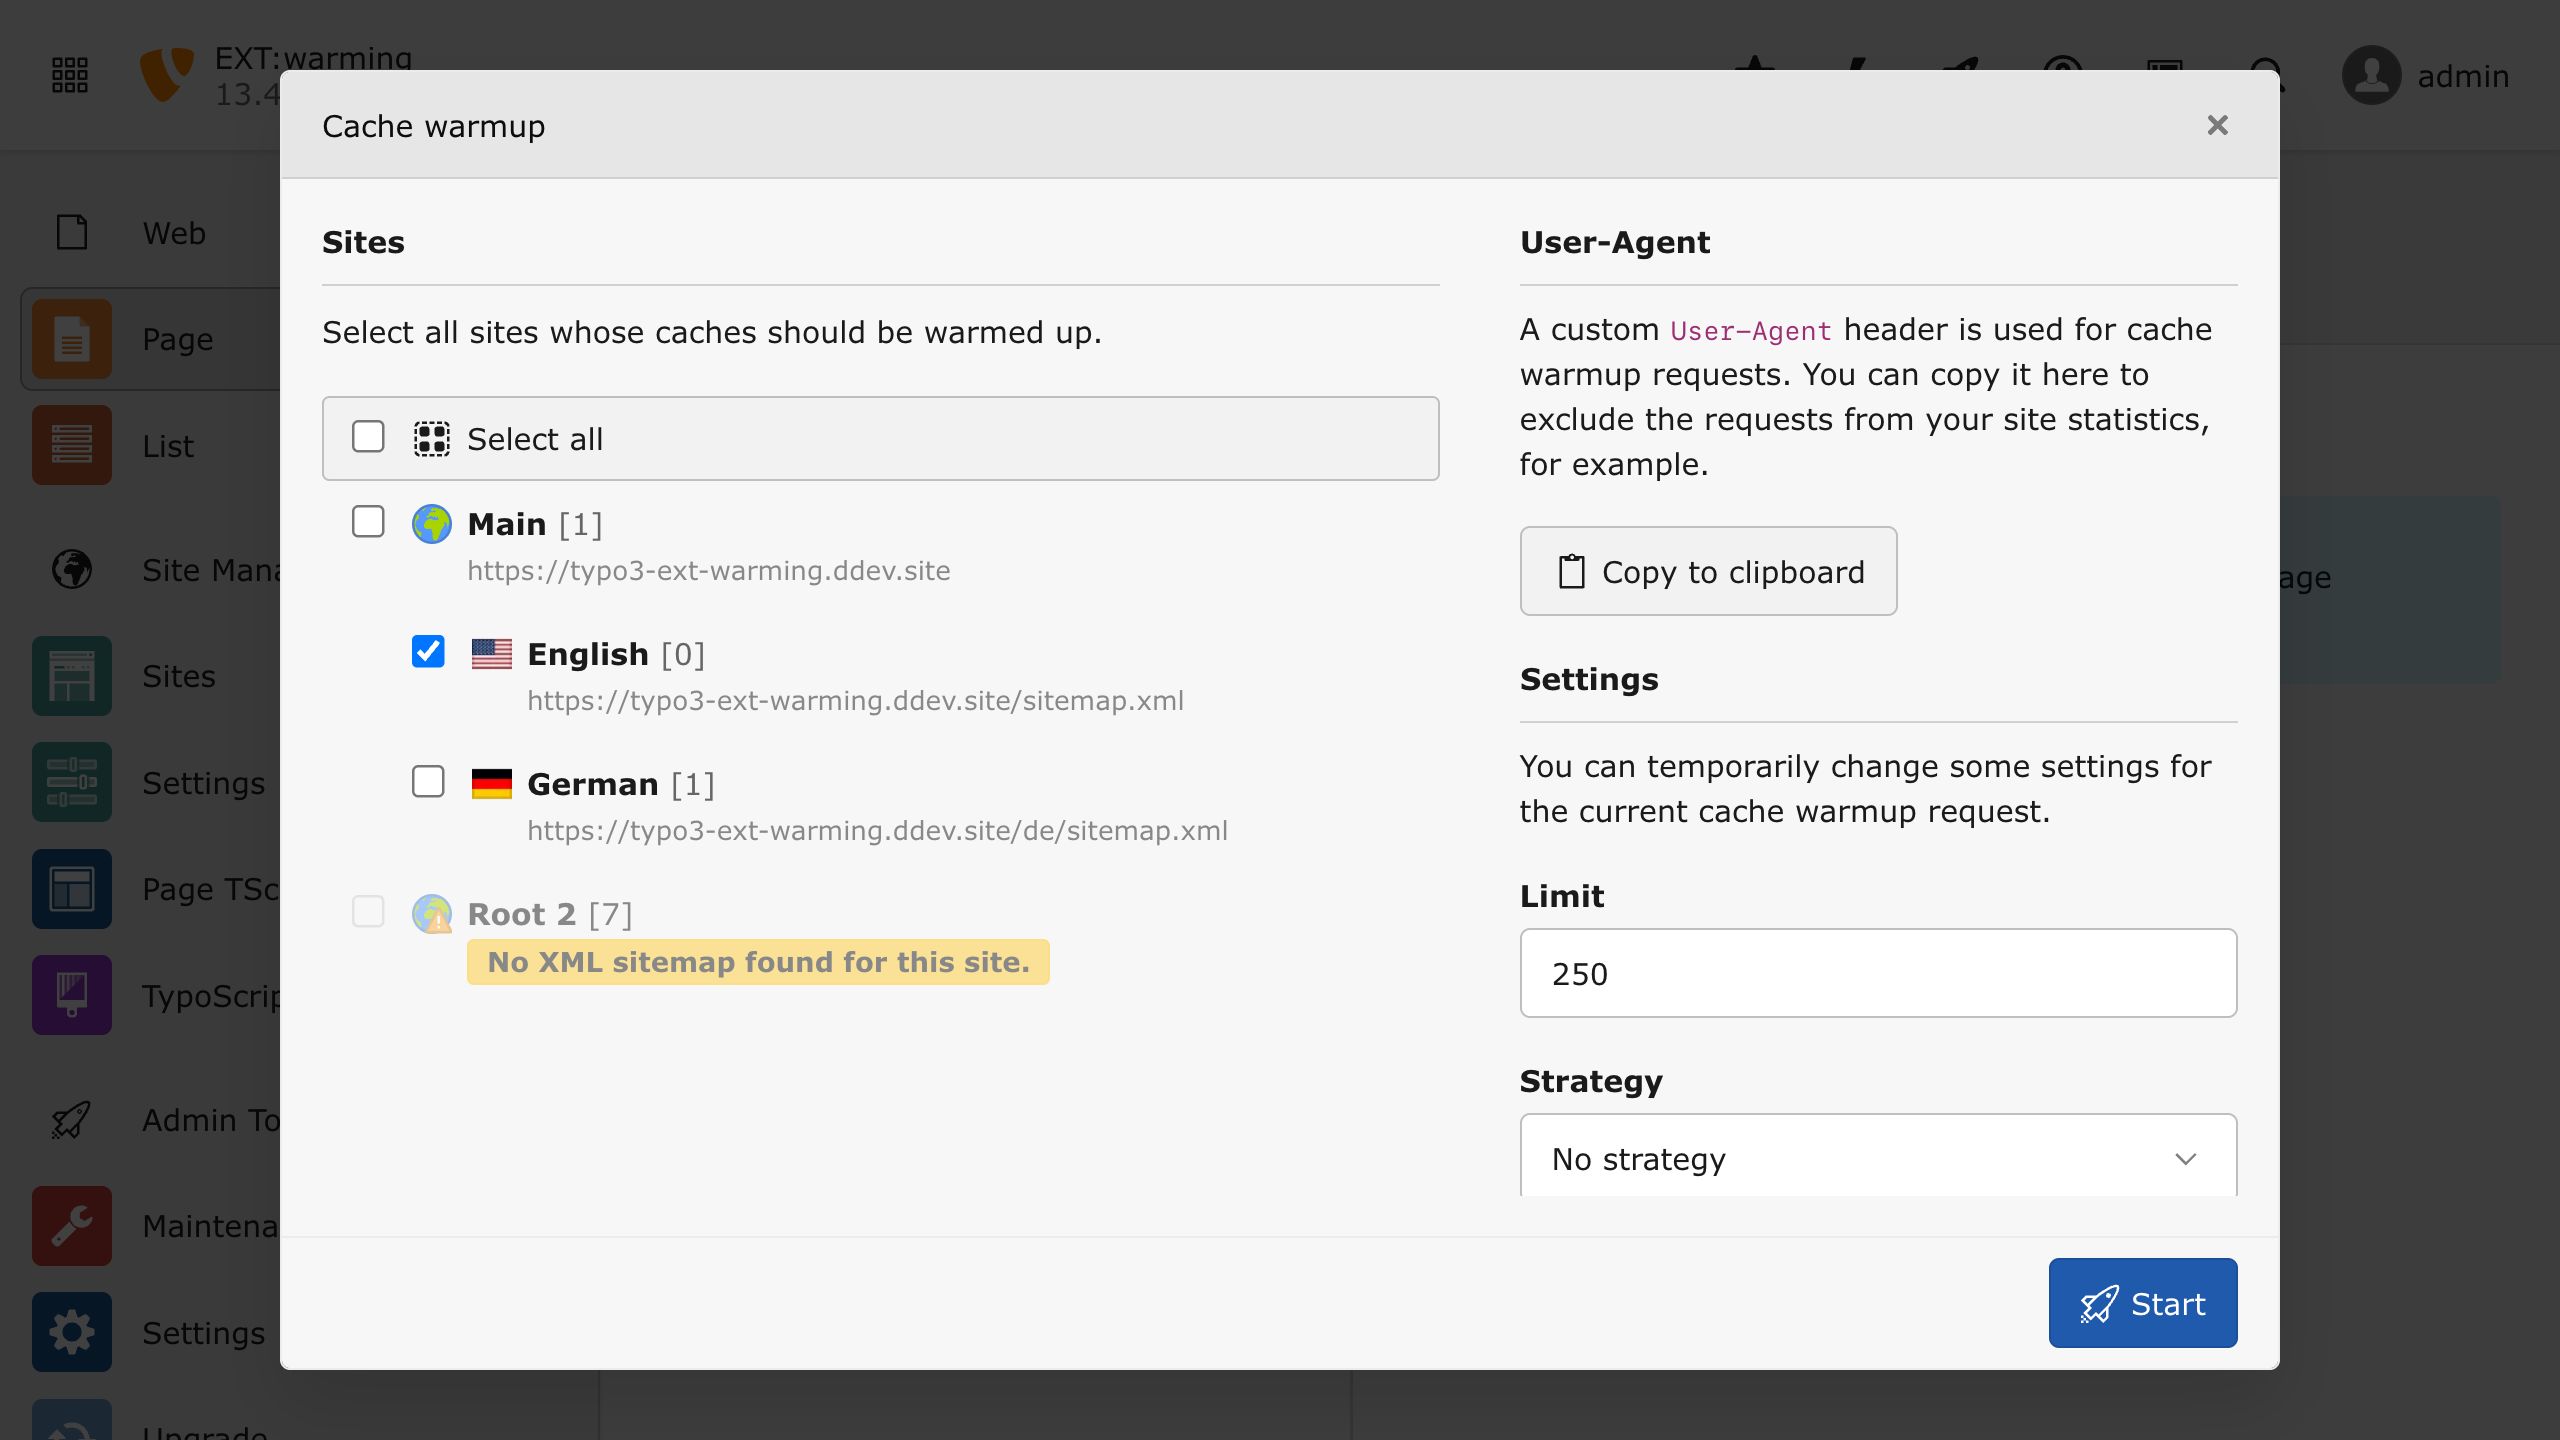 EXT:warming
13.4
admin
Cache warmup
Web
Page
List
Site Mana
Sites
Settings
Page TSc
TypoScrip
Admin To
Maintena
Settings
Upgrade
Sites
Select all sites whose caches should be warmed up.
Select all
Main [1]
https://typo3-ext-warming.ddev.site
English [0]
https://typo3-ext-warming.ddev.site/sitemap.xml
German [1]
https://typo3-ext-warming.ddev.site/de/sitemap.xml
Root 2 [7]
No XML sitemap found for this site.
User-Agent
A custom User-Agent header is used for cache
warmup requests. You can copy it here to
exclude the requests from your site statistics,
for example.
Copy to clipboard
Settings
You can temporarily change some settings for
the current cache warmup request.
Limit
250
Strategy
No strategy
Start
age